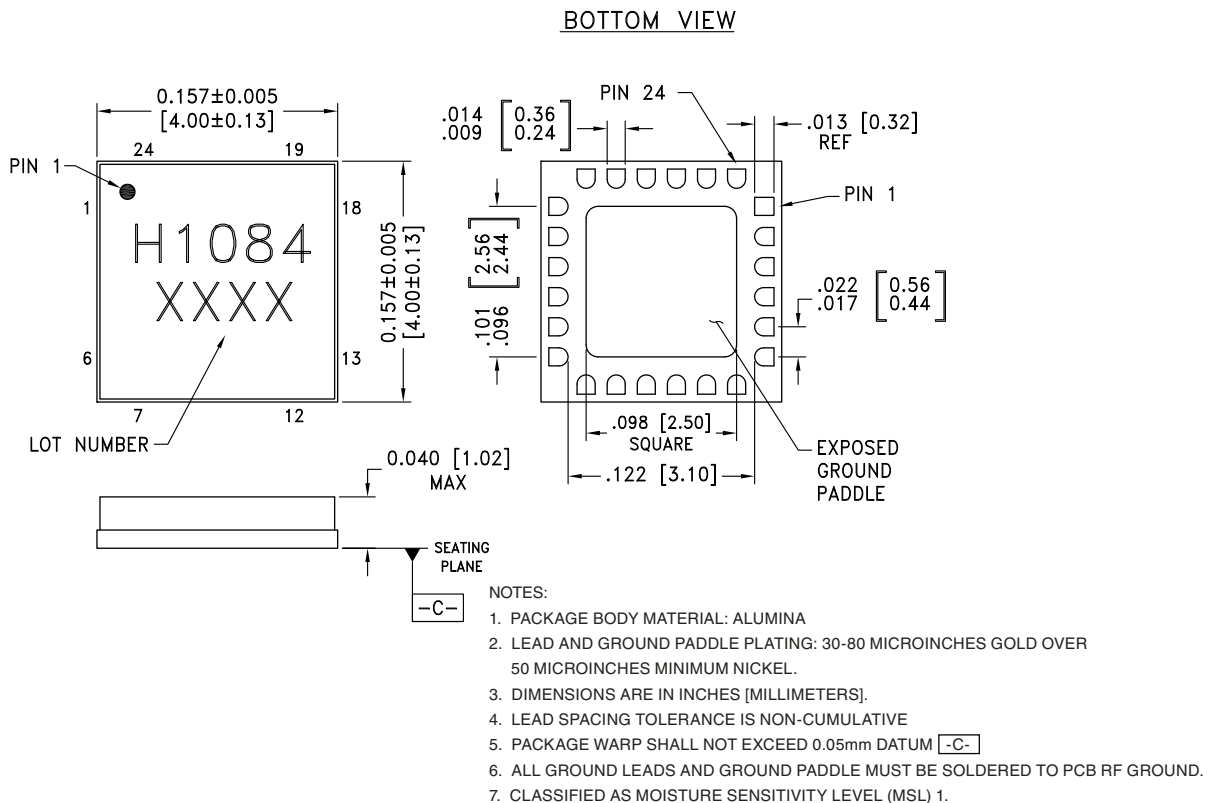 BOTTOM VIEW
0.157±0.005
[4.00±0.13]
24
19
PIN 1
1
18
H1084
XXXX
0.157±0.005
[4.00±0.13]
6
13
7
12
LOT NUMBER
0.040 [1.02]
MAX
SEATING
PLANE
-C-
PIN 24
.014 [0.36]
.009 [0.24]
.013 [0.32]
REF
PIN 1
[2.56]
[2.44]
.101
.096
.022 [0.56]
.017 [0.44]
.098 [2.50]
SQUARE
.122 [3.10]
EXPOSED
GROUND
PADDLE
NOTES:
1. PACKAGE BODY MATERIAL: ALUMINA
2. LEAD AND GROUND PADDLE PLATING: 30-80 MICROINCHES GOLD OVER
50 MICROINCHES MINIMUM NICKEL.
3. DIMENSIONS ARE IN INCHES [MILLIMETERS].
4. LEAD SPACING TOLERANCE IS NON-CUMULATIVE
5. PACKAGE WARP SHALL NOT EXCEED 0.05mm DATUM -C-
6. ALL GROUND LEADS AND GROUND PADDLE MUST BE SOLDERED TO PCB RF GROUND.
7. CLASSIFIED AS MOISTURE SENSITIVITY LEVEL (MSL) 1.